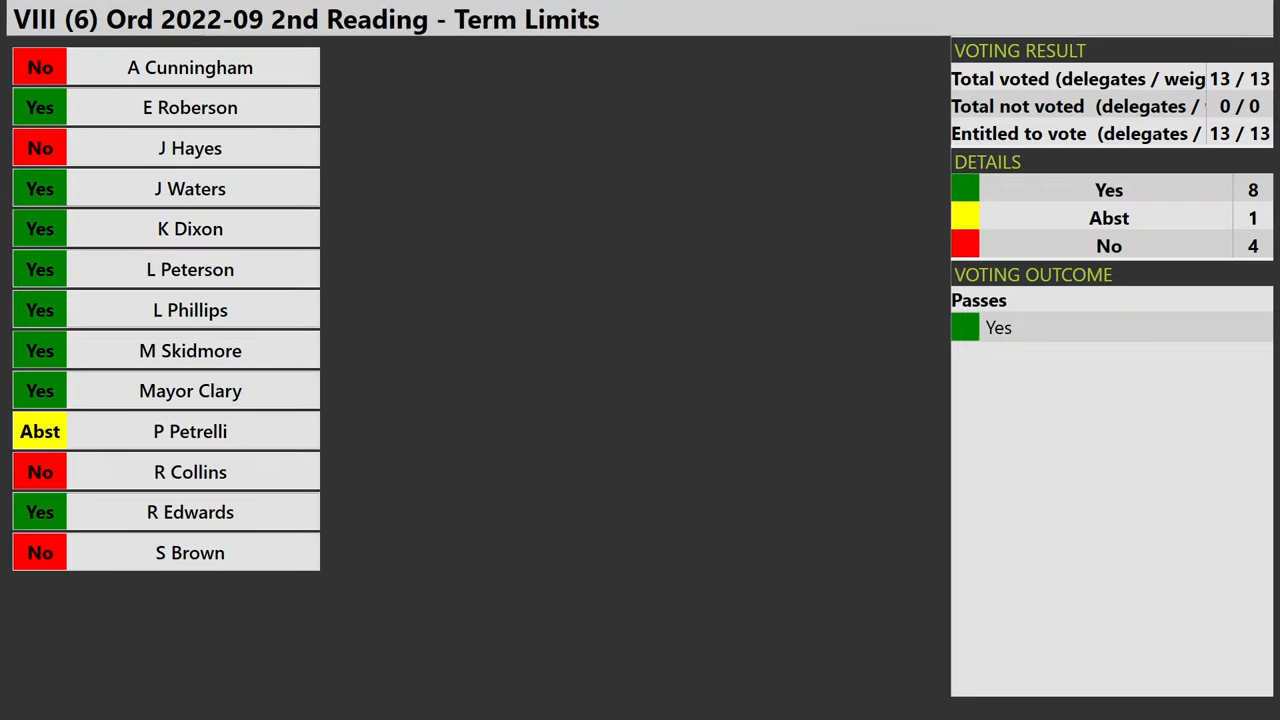 VIII (6) Ord 2022-09 2nd Reading - Term Limits
No A Cunningham
Yes E Roberson
No J Hayes
Yes J Waters
Yes K Dixon
Yes L Peterson
Yes L Phillips
Yes M Skidmore
Yes Mayor Clary
Abst P Petrelli
No R Collins
Yes R Edwards
No S Brown
VOTING RESULT
Total voted (delegates / weig 13 / 13
Total not voted (delegates / 0 / 0
Entitled to vote (delegates / 13 / 13
DETAILS
Yes 8
Abst 1
No 4
VOTING OUTCOME
Passes
Yes